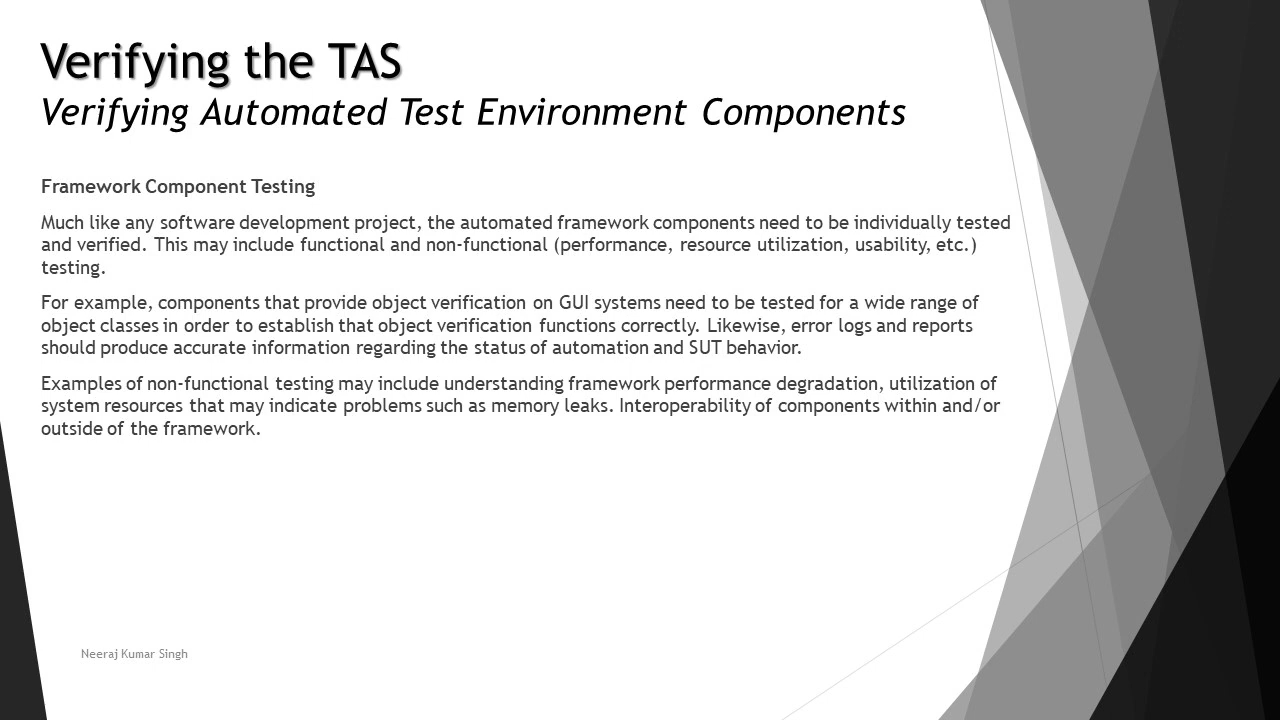 Verifying the TAS
Verifying Automated Test Environment Components
Framework Component Testing
Much like any software development project, the automated framework components need to be individually tested
and verified. This may include functional and non-functional (performance, resource utilization, usability, etc.)
testing.
For example, components that provide object verification on GUI systems need to be tested for a wide range of
object classes in order to establish that object verification functions correctly. Likewise, error logs and reports
should produce accurate information regarding the status of automation and SUT behavior.
Examples of non-functional testing may include understanding framework performance degradation, utilization of
system resources that may indicate problems such as memory leaks. Interoperability of components within and/or
outside of the framework.
Neeraj Kumar Singh